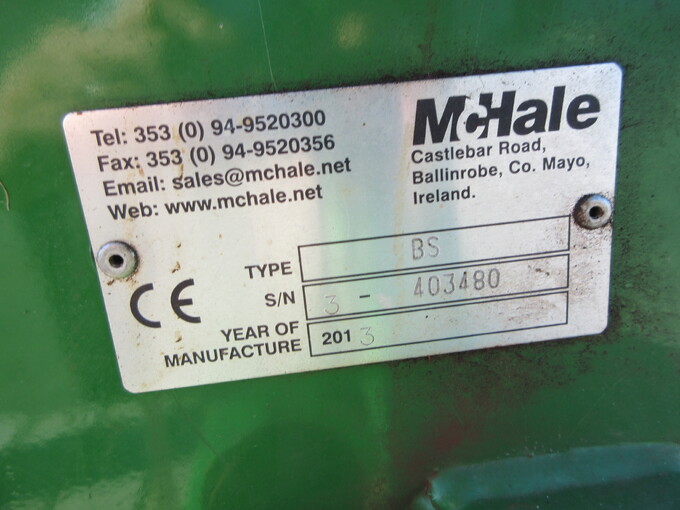 Tel: 353 (0) 94-9520300
Fax: 353 (0) 94-9520356
Email: sales@mchale.net
Web: www.mchale.net
McHale
Castlebar Road,
Ballinrobe, Co. Mayo,
Ireland.
TYPE BS
S/N 3 - 403480
YEAR OF
MANUFACTURE 2013
CE